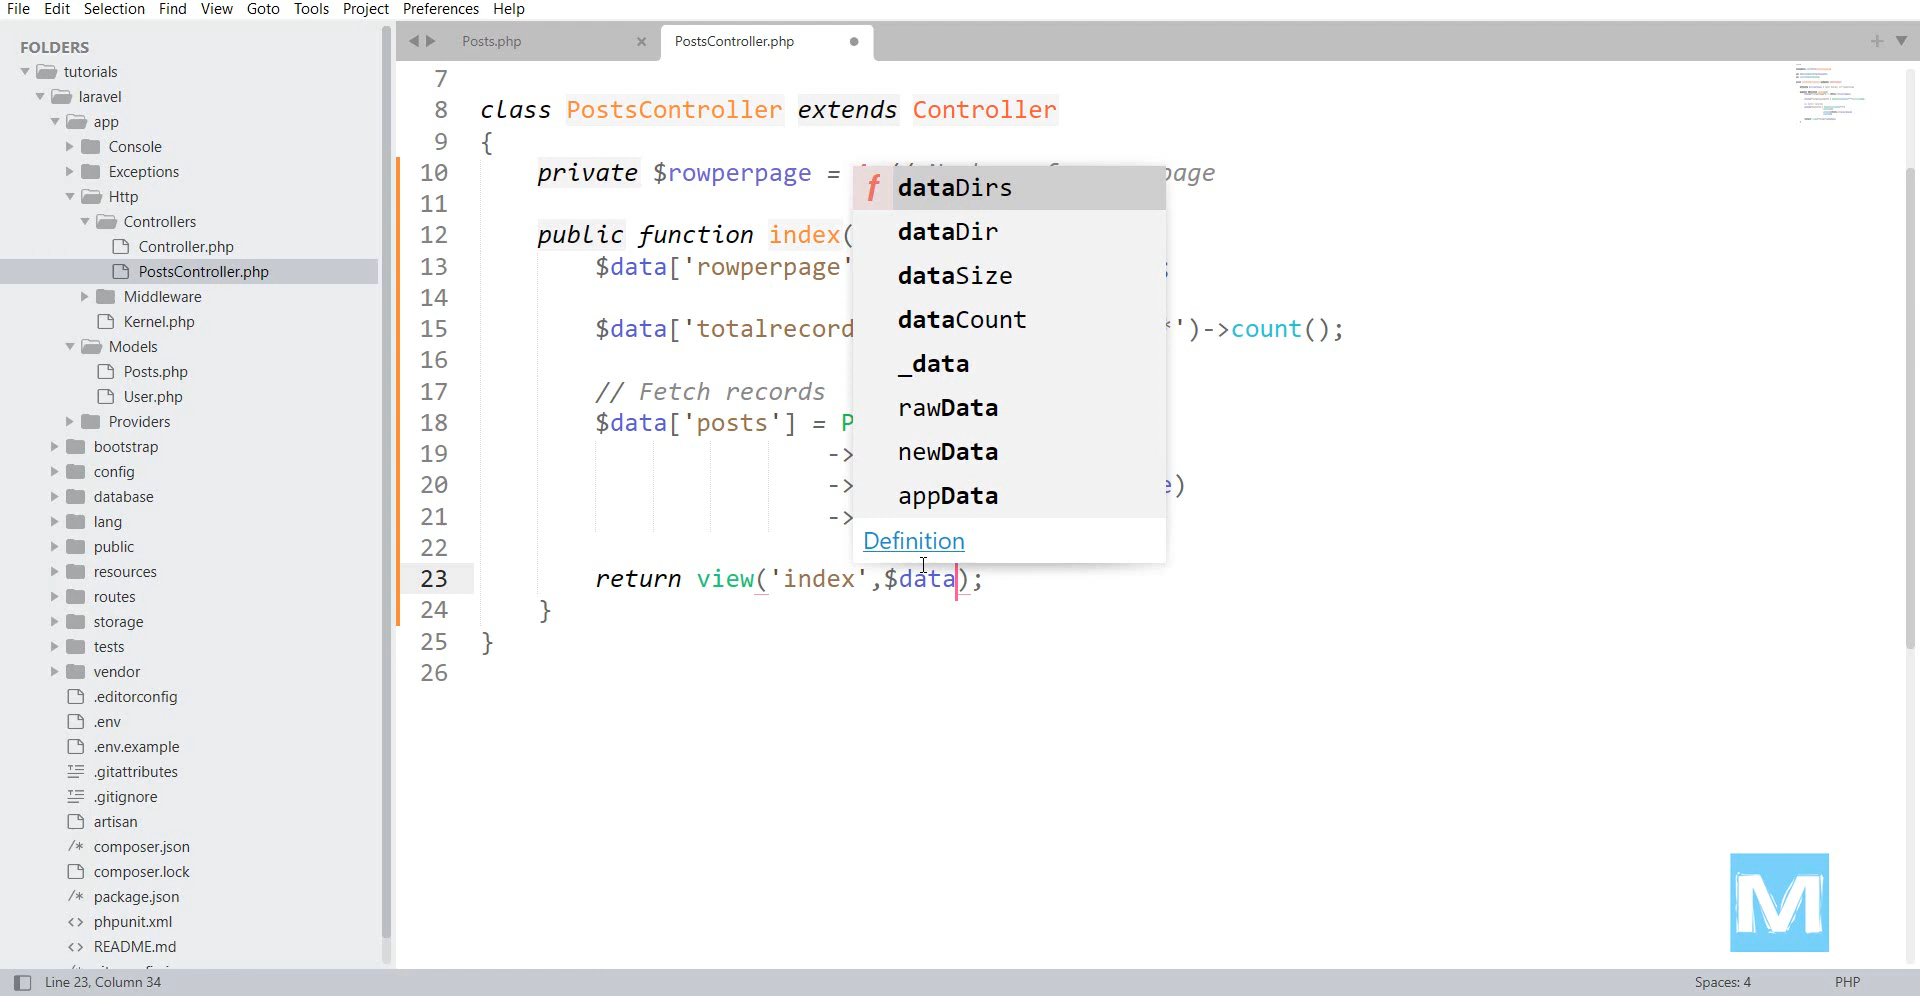 File Edit Selection Find View Goto Tools Project Preferences Help
FOLDERS
tutorials
laravel
app
Console
Exceptions
Http
Controllers
Controller.php
PostsController.php
Middleware
Kernel.php
Models
Posts.php
User.php
Providers
bootstrap
config
database
lang
public
resources
routes
storage
tests
vendor
.editorconfig
.env
.env.example
.gitattributes
.gitignore
artisan
composer.json
composer.lock
package.json
phpunit.xml
README.md
Posts.php
PostsController.php
7
8 class PostsController extends Controller
9 {
10 private $rowperpage =
11
12 public function index(
13 $data['rowperpage'
14
15 $data['totalrecord *')->count();
16
17 // Fetch records
18 $data['posts'] = P
19 ->
20 -> e)
21 ->
22
23 return view('index',$data);
24 }
25 }
26
f dataDirs
dataDir
dataSize
dataCount
_data
rawData
newData
appData
Definition
M
Line 23, Column 34
Spaces: 4
PHP